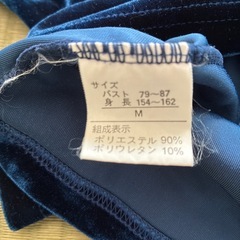 サイズ
バスト 79～87
身 長 154～162
M
組成表示
ポリエステル 90%
ポリウレタン 10%